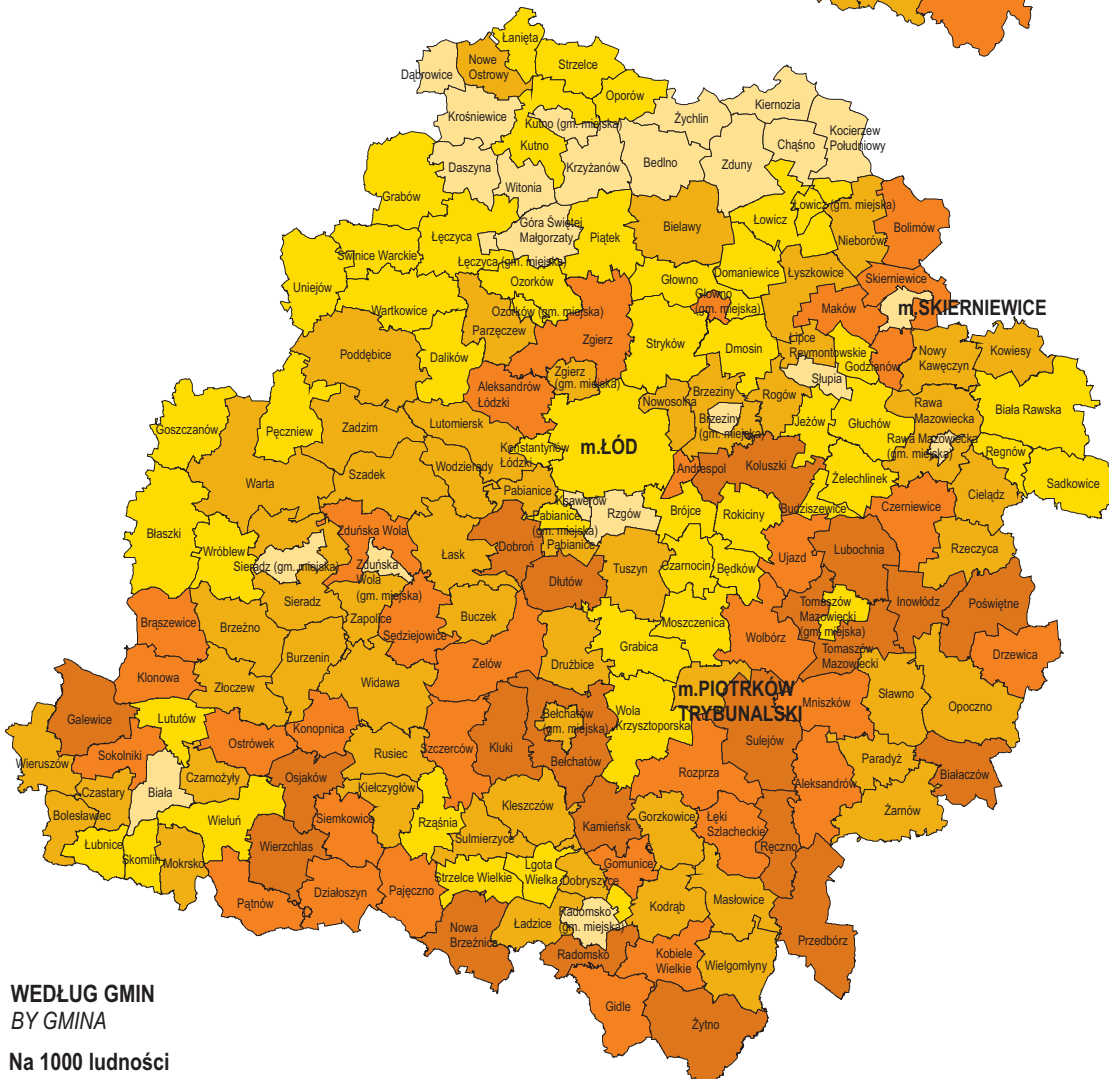 Łanięta
Nowe
Ostrowy
Strzelce
Dąbrowice
Oporów
Kiernozia
Krośniewice
Kutno (gm. miejska)
Żychlin
Kocierzew
Południowy
Chąśno
Kutno
Daszyna
Krzyżanów
Bedlno
Zduny
Witonia
Grabów
Łowicz (gm. miejska)
Góra Świętej
Małgorzaty
Łęczyca
Piątek
Bielawy
Łowicz
Bolimów
Nieborów
Świnice Warckie
Łęczyca (gm. miejska)
Uniejów
Ozorków
Głowno
Domaniewice
Łyszkowice
Skierniewice
Głowno
(gm. miejska)
Wartkowice
Ozorków (gm. miejska)
Maków
m.SKIERNIEWICE
Parzęczew
Zgierz
Stryków
Dmosin
Lipce
Reymontowskie
Godzianów
Nowy
Kawęczyn
Kowiesy
Poddębice
Dalików
Słupia
Zgierz
(gm. miejska)
Aleksandrów
Łódzki
Nowosolna
Brzeziny
Rogów
Rawa
Mazowiecka
Biała Rawska
Goszczanów
Pęczniew
Zadzim
Lutomiersk
Brzeziny
(gm. miejska)
Jeżów
Głuchów
Rawa Mazowiecka
(gm. miejska)
Regnów
Konstantynów
Łódzki
m.ŁÓD
Wodzierady
Andrespol
Koluszki
Szadek
Warta
Pabianice
Żelechlinek
Sadkowice
Cielądz
Ksawerów
Rzgów
Pabianice
(gm. miejska)
Brójce
Rokiciny
Budziszewice
Czerniewice
Błaszki
Wróblew
Zduńska Wola
Dobroń
Pabianice
Sieradz (gm. miejska)
Zduńska
Wola
(gm. miejska)
Łask
Tuszyn
Czarnocin
Będków
Ujazd
Lubochnia
Rzeczyca
Dłutów
Sieradz
Zapolice
Buczek
Tomaszów
Mazowiecki
(gm. miejska)
Inowłódz
Poświętne
Brąszewice
Brzeźno
Sędziejowice
Moszczenica
Wolbórz
Burzenin
Grabica
Tomaszów
Mazowiecki
Drzewica
Klonowa
Zelów
Drużbice
Złoczew
Widawa
m.PIOTRKÓW
TRYBUNALSKI
Mniszków
Sławno
Opoczno
Galewice
Lututów
Bełchatów
(gm. miejska)
Wola
Krzysztoporska
Konopnica
Ostrówek
Szczerców
Kluki
Sulejów
Sokolniki
Rusiec
Bełchatów
Wieruszów
Paradyż
Białaczów
Osjaków
Rozprza
Czarnożyły
Aleksandrów
Czastary
Biała
Kiełczygłów
Kleszczów
Żarnów
Bolesławiec
Siemkowice
Wieluń
Rząśnia
Kamieńsk
Gorzkowice
Łęki
Szlacheckie
Sulmierzyce
Łubnice
Skomlin
Mokrsko
Wierzchlas
Ręczno
Gomunice
Lgota
Wielka
Strzelce Wielkie
Dobryszyce
Działoszyn
Pajęczno
Pątnów
Kodrąb
Masłowice
Radomsko
(gm. miejska)
Nowa
Brzeźnica
Ładzice
Przedbórz
Radomsko
Kobiele
Wielkie
Wielgomłyny
Gidle
Żytno
WEDŁUG GMIN
BY GMINA
Na 1000 ludności